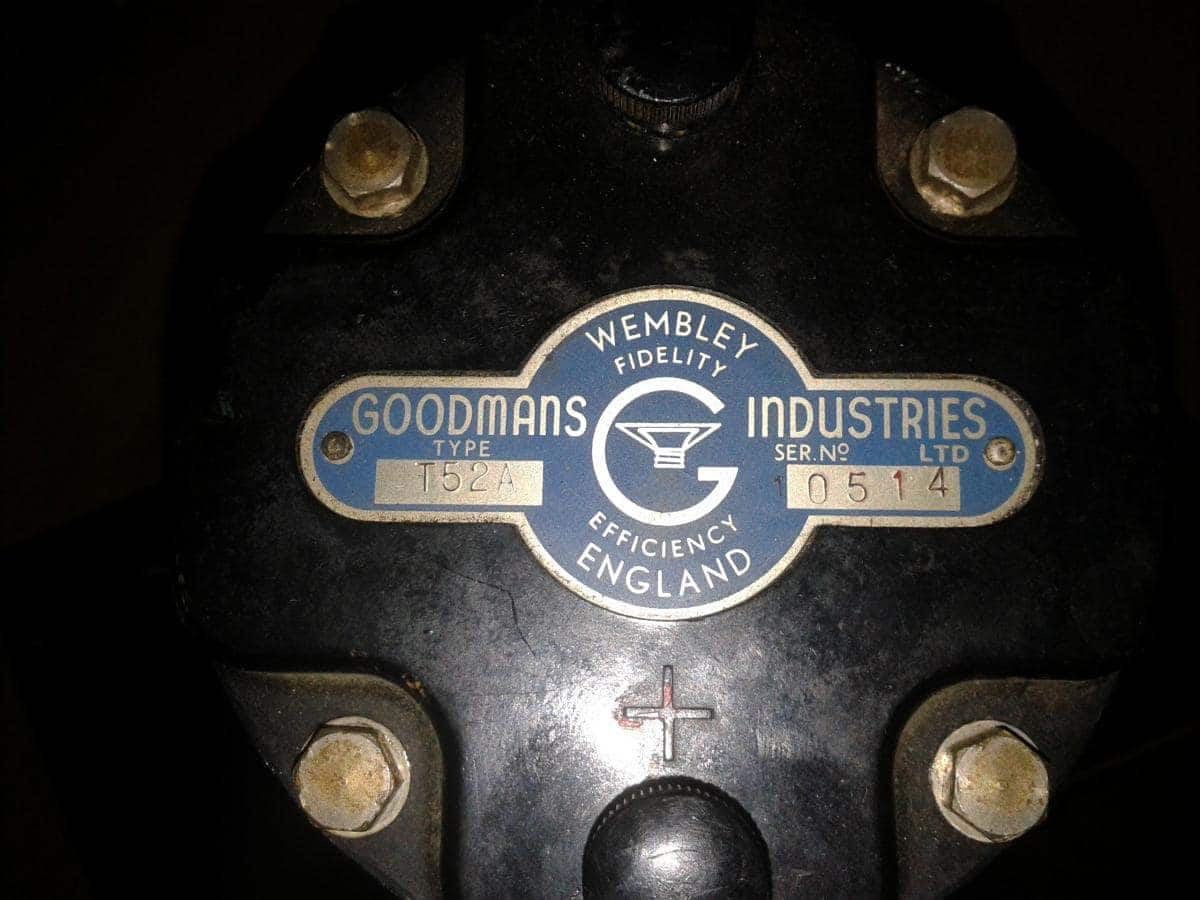 WEMBLEY
FIDELITY
GOODMANS G INDUSTRIES
TYPE SER. Nº LTD
T52A 10514
EFFICIENCY
ENGLAND
+